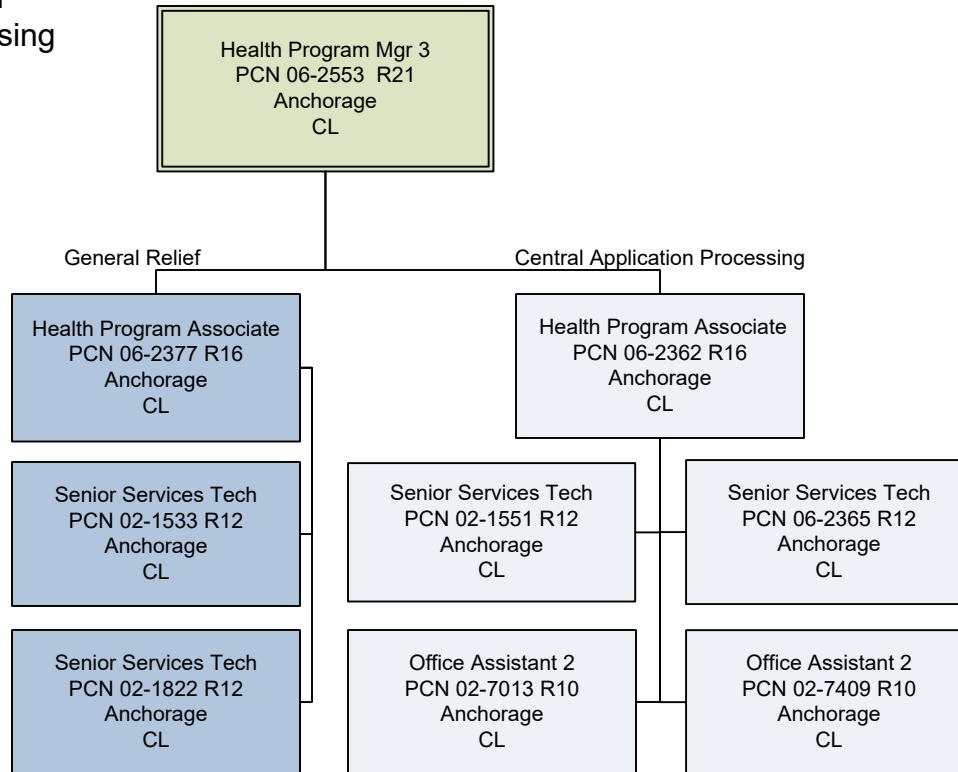 Health Program Mgr 3
PCN 06-2553  R21
Anchorage
CL
General Relief
Central Application Processing
Health Program Associate
PCN 06-2377 R16
Anchorage
CL
Health Program Associate
PCN 06-2362 R16
Anchorage
CL
Senior Services Tech
PCN 02-1533 R12
Anchorage
CL
Senior Services Tech
PCN 02-1551 R12
Anchorage
CL
Senior Services Tech
PCN 06-2365 R12
Anchorage
CL
Senior Services Tech
PCN 02-1822 R12
Anchorage
CL
Office Assistant 2
PCN 02-7013 R10
Anchorage
CL
Office Assistant 2
PCN 02-7409 R10
Anchorage
CL